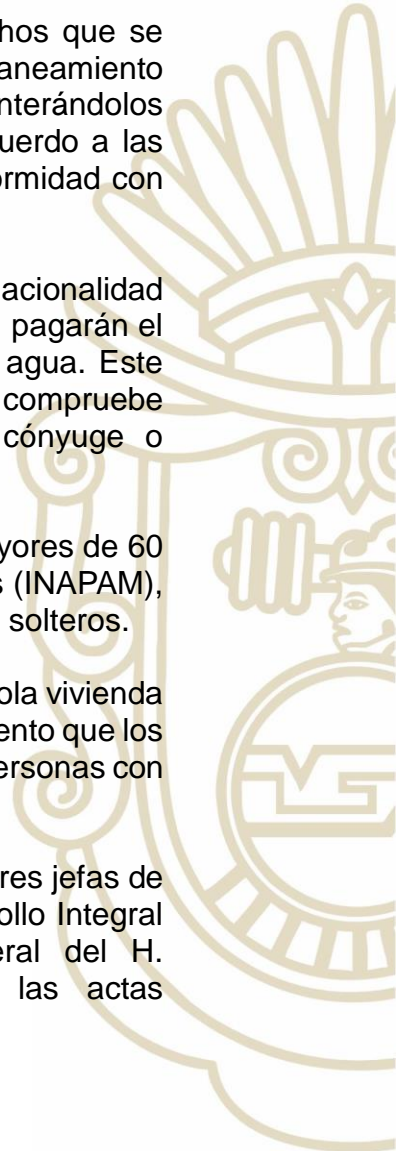 hos que se
aneamiento
nterándolos
uerdo a las
ormidad con
acionalidad
pagarán el
agua. Este
compruebe
cónyuge o
yores de 60
s (INAPAM),
solteros.
ola vivienda
ento que los
ersonas con
res jefas de
ollo Integral
eral del H.
las actas